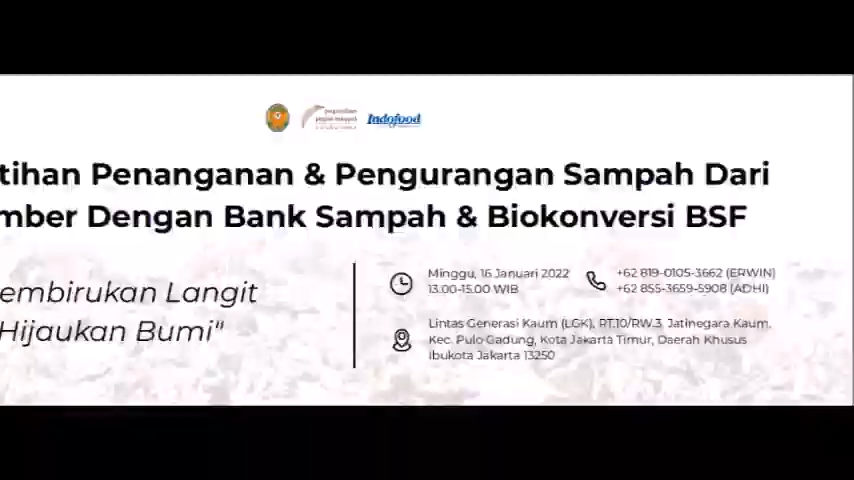 Indofood
tihan Penanganan & Pengurangan Sampah Dari
mber Dengan Bank Sampah & Biokonversi BSF
embirukan Langit
Hijaukan Bumi"
Minggu, 16 Januari 2022
13.00-15.00 WIB
+62 819-0105-3662 (ERWIN)
+62 855-3659-5908 (ADHI)
Lintas Generasi Kaum (LGK), RT.10/RW.3, Jatinegara Kaum,
Kec. Pulo Gadung, Kota Jakarta Timur, Daerah Khusus
Ibukota Jakarta 13250